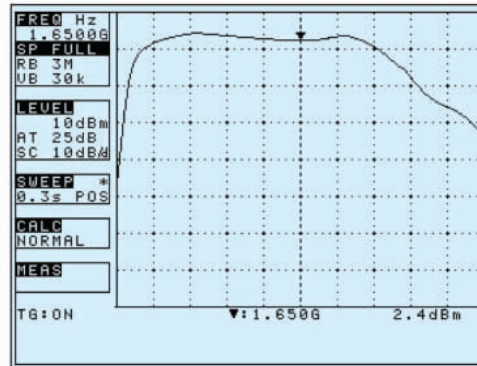 FREQ Hz
1.6500G
SP FULL
RB 3M
VB 30k
LEVEL
10dBm
AT 25dB
SC 10dB/d
SWEEP *
0.3s POS
CALC
NORMAL
MEAS
TG:ON ▼:1.650G 2.4dBm